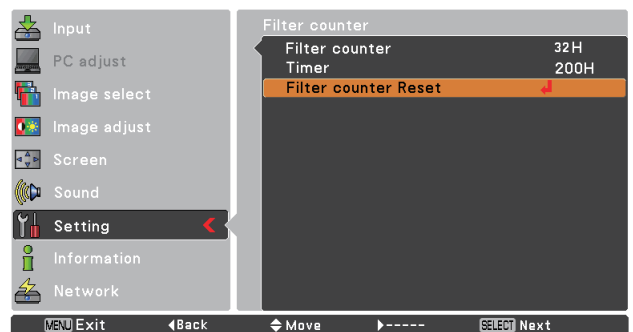 Input
PC adjust
Image select
Image adjust
Screen
Sound
Setting
Information
Network
Filter counter
Filter counter 32H
Timer 200H
Filter counter Reset
MENU Exit Back Move ----- SELECT Next